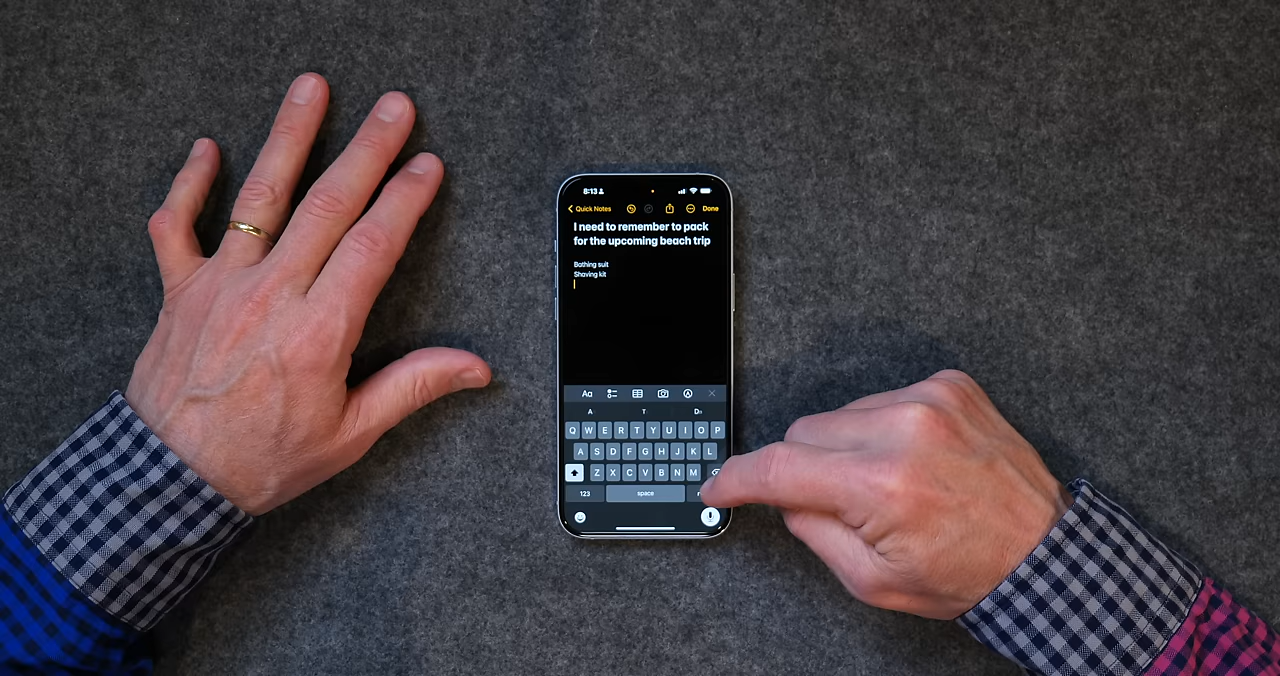 8:13
Quick Notes Done
I need to remember to pack
for the upcoming beach trip
Bathing suit
Shaving kit
Aa
A T
Q W E R T Y U I O P
A S D F G H J K L
Z X C V B N M
123 space